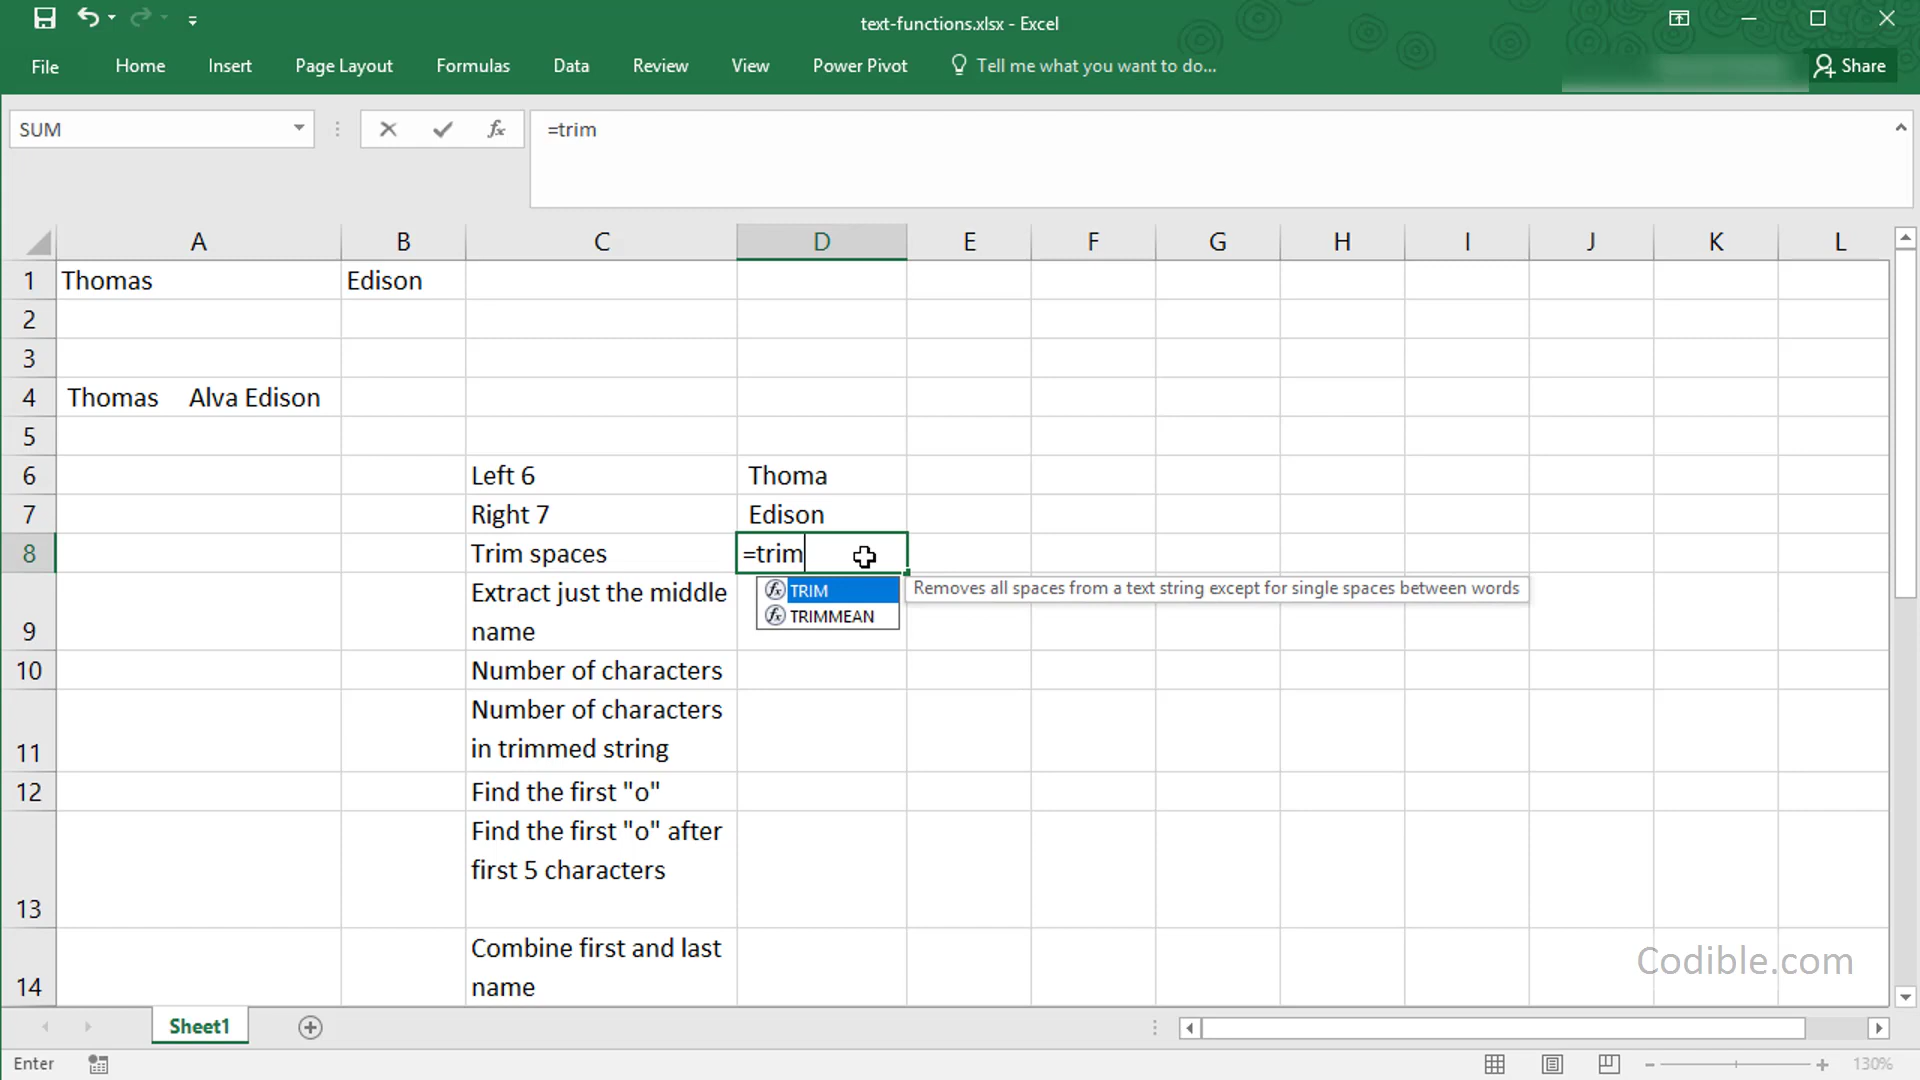 text-functions.xlsx - Excel
File Home Insert Page Layout Formulas Data Review View Power Pivot Tell me what you want to do... Share
SUM fx =trim
A B C D E F G H I J K L
1 Thomas Edison
2
3
4 Thomas     Alva Edison
5
6 Left 6 Thoma
7 Right 7 Edison
8 Trim spaces =trim
fx TRIM Removes all spaces from a text string except for single spaces between words
fx TRIMMEAN
Extract just the middle
9 name
10 Number of characters
Number of characters
11 in trimmed string
12 Find the first "o"
Find the first "o" after
first 5 characters
13
Combine first and last
14 name
Codible.com
Sheet1
Enter 130%